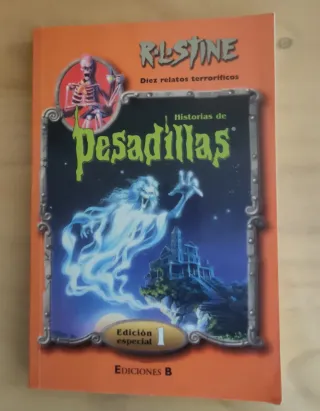 R·L·STINE
Diez relatos terroríficos
Historias de
Pesadillas
Edición
especial 1
EDICIONES B